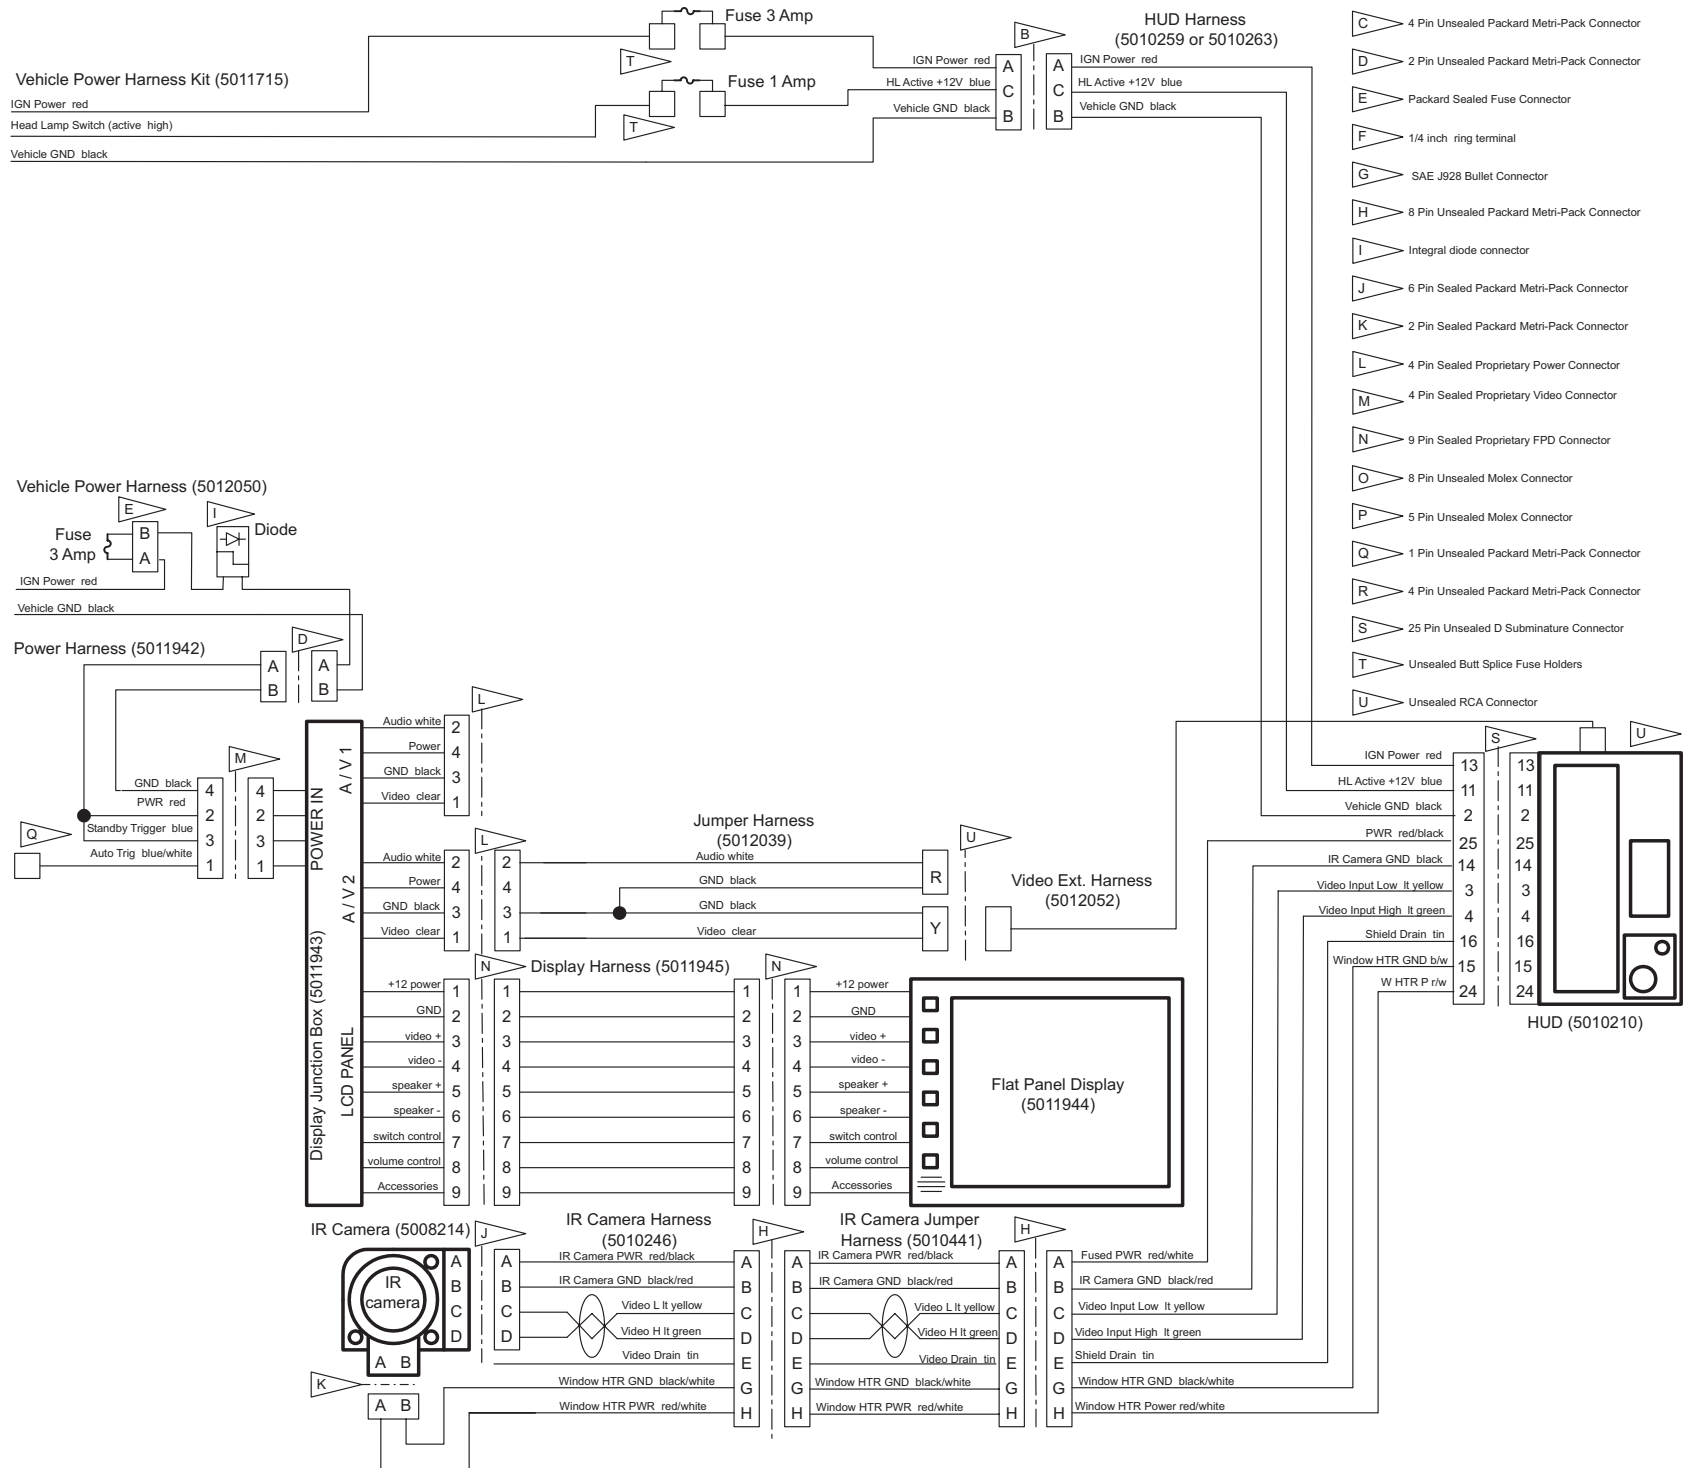 Fuse 3 Amp
T
Vehicle Power Harness Kit (5011715)
Fuse 1 Amp
T
IGN Power red
Head Lamp Switch (active high)
Vehicle GND black
HUD Harness
(5010259 or 5010263)
B
IGN Power red
HL Active +12V blue
Vehicle GND black
A
C
B
A
C
B
IGN Power red
HL Active +12V blue
Vehicle GND black
C 4 Pin Unsealed Packard Metri-Pack Connector
D 2 Pin Unsealed Packard Metri-Pack Connector
E Packard Sealed Fuse Connector
F 1/4 inch ring terminal
G SAE J928 Bullet Connector
H 8 Pin Unsealed Packard Metri-Pack Connector
I Integral diode connector
J 6 Pin Sealed Packard Metri-Pack Connector
K 2 Pin Sealed Packard Metri-Pack Connector
L 4 Pin Sealed Proprietary Power Connector
M 4 Pin Sealed Proprietary Video Connector
N 9 Pin Sealed Proprietary FPD Connector
O 8 Pin Unsealed Molex Connector
P 5 Pin Unsealed Molex Connector
Q 1 Pin Unsealed Packard Metri-Pack Connector
R 4 Pin Unsealed Packard Metri-Pack Connector
S 25 Pin Unsealed D Subminature Connector
T Unsealed Butt Splice Fuse Holders
U Unsealed RCA Connector
Vehicle Power Harness (5012050)
E
I
Fuse
3 Amp
B
A
Diode
IGN Power red
Vehicle GND black
Power Harness (5011942)
D
A
B
A
B
M
Q
GND black
PWR red
Standby Trigger blue
Auto Trig blue/white
4
2
3
1
4
2
3
1
POWER IN
A / V 1
A / V 2
LCD PANEL
Display Junction Box (5011943)
L
Audio white 2
Power 4
GND black 3
Video clear 1
L
Audio white 2
Power 4
GND black 3
Video clear 1
2
4
3
1
Jumper Harness
(5012039)
Audio white
GND black
GND black
Video clear
R
Y
U
Video Ext. Harness
(5012052)
N
Display Harness (5011945)
N
+12 power 1
GND 2
video + 3
video - 4
speaker + 5
speaker - 6
switch control 7
volume control 8
Accessories 9
1
2
3
4
5
6
7
8
9
1
2
3
4
5
6
7
8
9
1 +12 power
2 GND
3 video +
4 video -
5 speaker +
6 speaker -
7 switch control
8 volume control
9 Accessories
Flat Panel Display
(5011944)
S
U
IGN Power red 13
HL Active +12V blue 11
Vehicle GND black 2
PWR red/black 25
IR Camera GND black 14
Video Input Low lt yellow 3
Video Input High lt green 4
Shield Drain tin 16
Window HTR GND b/w 15
W HTR P r/w 24
13
11
2
25
14
3
4
16
15
24
HUD (5010210)
IR Camera (5008214)
J
IR
camera
A
B
C
D
A B
K
A B
A
B
C
D
IR Camera Harness
(5010246)
IR Camera PWR red/black
IR Camera GND black/red
Video L lt yellow
Video H lt green
Video Drain tin
Window HTR GND black/white
Window HTR PWR red/white
A
B
C
D
E
G
H
H
A
B
C
D
E
G
H
IR Camera Jumper
Harness (5010441)
IR Camera PWR red/black
IR Camera GND black/red
Video L lt yellow
Video H lt green
Video Drain tin
Window HTR GND black/white
Window HTR PWR red/white
A
B
C
D
E
G
H
H
A
B
C
D
E
G
H
Fused PWR red/white
IR Camera GND black/red
Video Input Low lt yellow
Video Input High lt green
Shield Drain tin
Window HTR GND black/white
Window HTR Power red/white